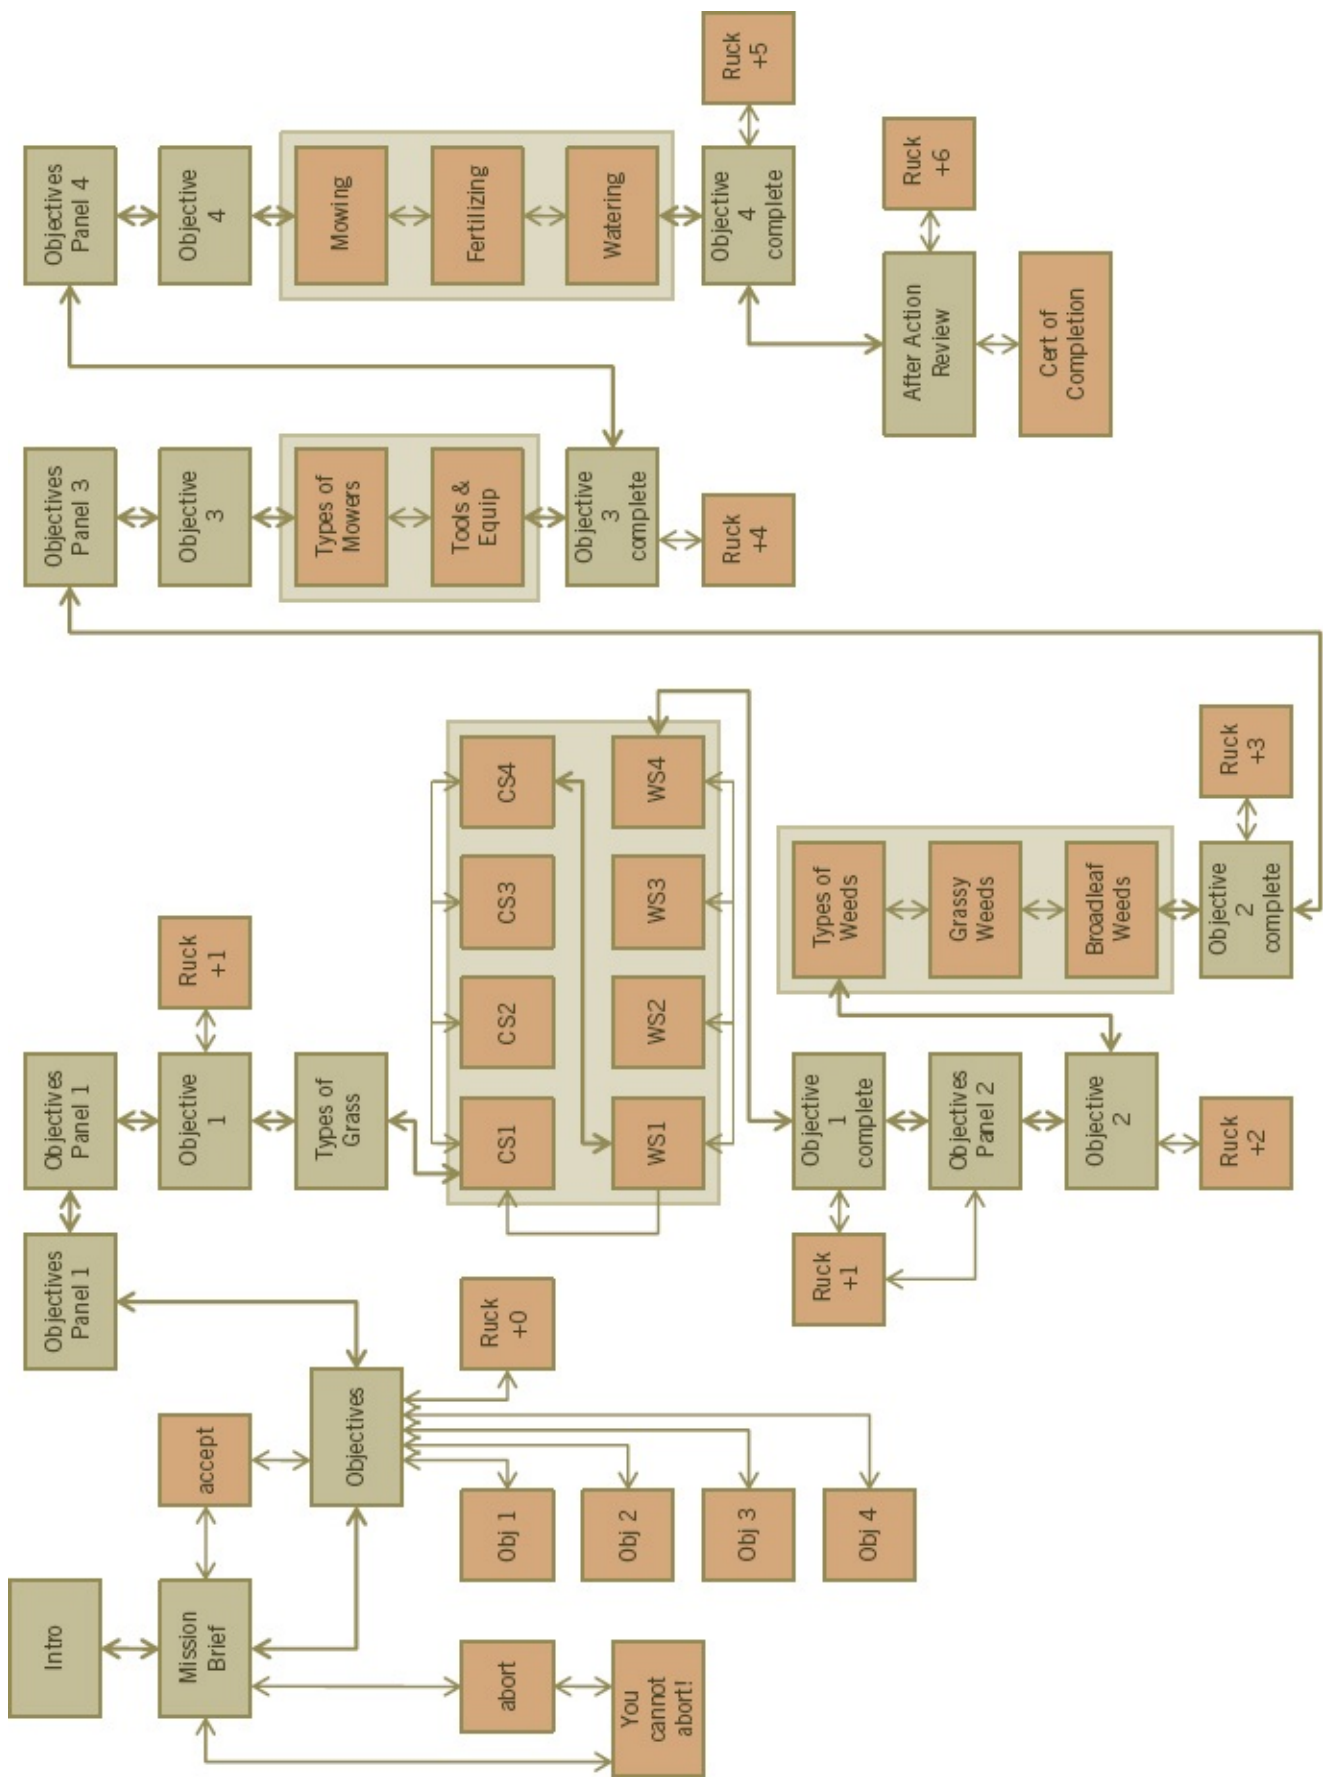 Intro
Mission
Brief
abort
You
cannot
abort!
accept
Objectives
Obj 1
Obj 2
Obj 3
Obj 4
Ruck
+0
Objectives
Panel 1
Objectives
Panel 1
Objective
1
Ruck
+1
Types of
Grass
CS1
CS2
CS3
CS4
WS1
WS2
WS3
WS4
Objective
1
complete
Ruck
+1
Objectives
Panel 2
Objective
2
Ruck
+2
Types of
Weeds
Grassy
Weeds
Broadleaf
Weeds
Objective
2
complete
Ruck
+3
Objectives
Panel 3
Objective
3
Types of
Mowers
Tools &
Equip
Objective
3
complete
Ruck
+4
Objectives
Panel 4
Objective
4
Mowing
Fertilizing
Watering
Objective
4
complete
Ruck
+5
After Action
Review
Ruck
+6
Cert of
Completion